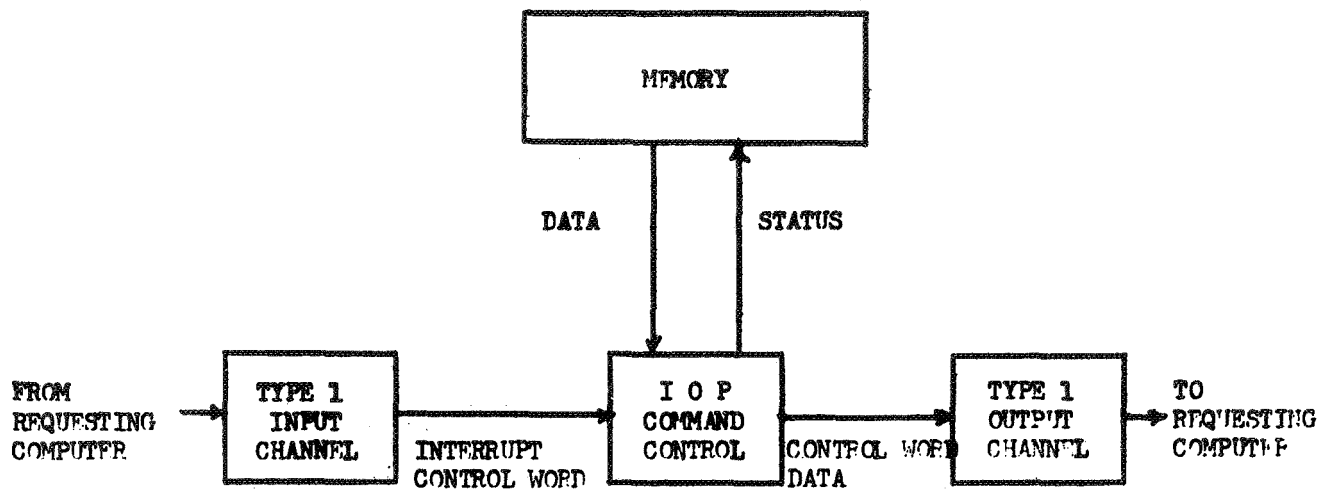 MEMORY
DATA
STATUS
FROM
REQUESTING
COMPUTER
TYPE 1
INPUT
CHANNEL
INTERRUPT
CONTROL WORD
I O P
COMMAND
CONTROL
CONTROL WORD
DATA
TYPE 1
OUTPUT
CHANNEL
TO
REQUESTING
COMPUTER